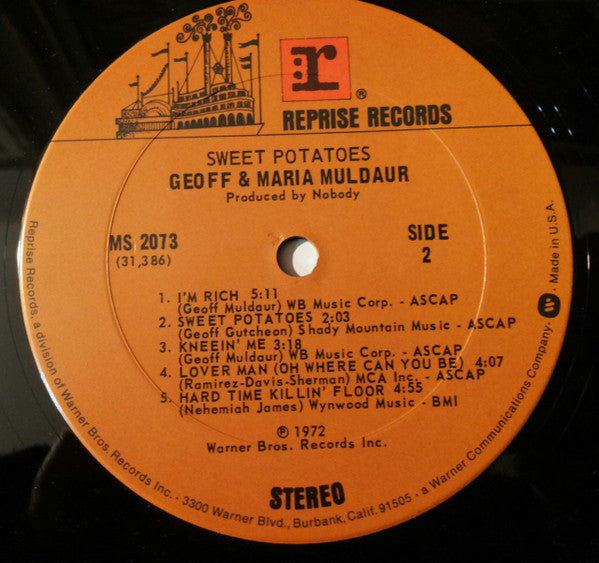 r
®
REPRISE RECORDS
SWEET POTATOES
GEOFF & MARIA MULDAUR
Produced by Nobody
MS 2073
(31,386)
SIDE
2
1. I'M RICH 5:11
(Geoff Muldaur) WB Music Corp. - ASCAP
2. SWEET POTATOES 2:03
(Geoff Gutcheon) Shady Mountain Music - ASCAP
3. KNEEIN' ME 3:18
(Geoff Muldaur) WB Music Corp. - ASCAP
4. LOVER MAN (OH WHERE CAN YOU BE) 4:07
(Ramirez-Davis-Sherman) MCA Inc. - ASCAP
5. HARD TIME KILLIN' FLOOR 4:55
(Nehemiah James) Wynwood Music - BMI
℗ 1972
Warner Bros. Records Inc.
STEREO
Reprise Records, a division of Warner Bros. Records Inc. · 3300 Warner Blvd., Burbank, Calif. 91505 · a Warner Communications Company · W · Made in U.S.A.